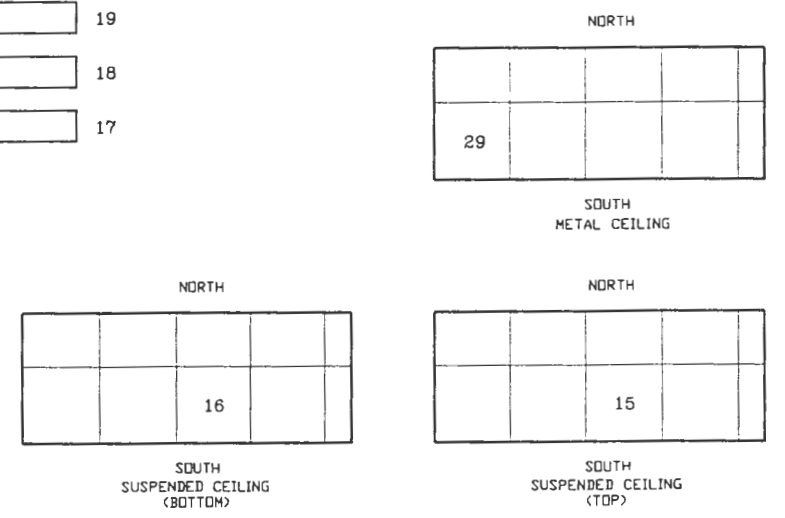 19
18
17
NORTH
29
SOUTH
METAL CEILING
NORTH
16
SOUTH
SUSPENDED CEILING
(BOTTOM)
NORTH
15
SOUTH
SUSPENDED CEILING
(TOP)